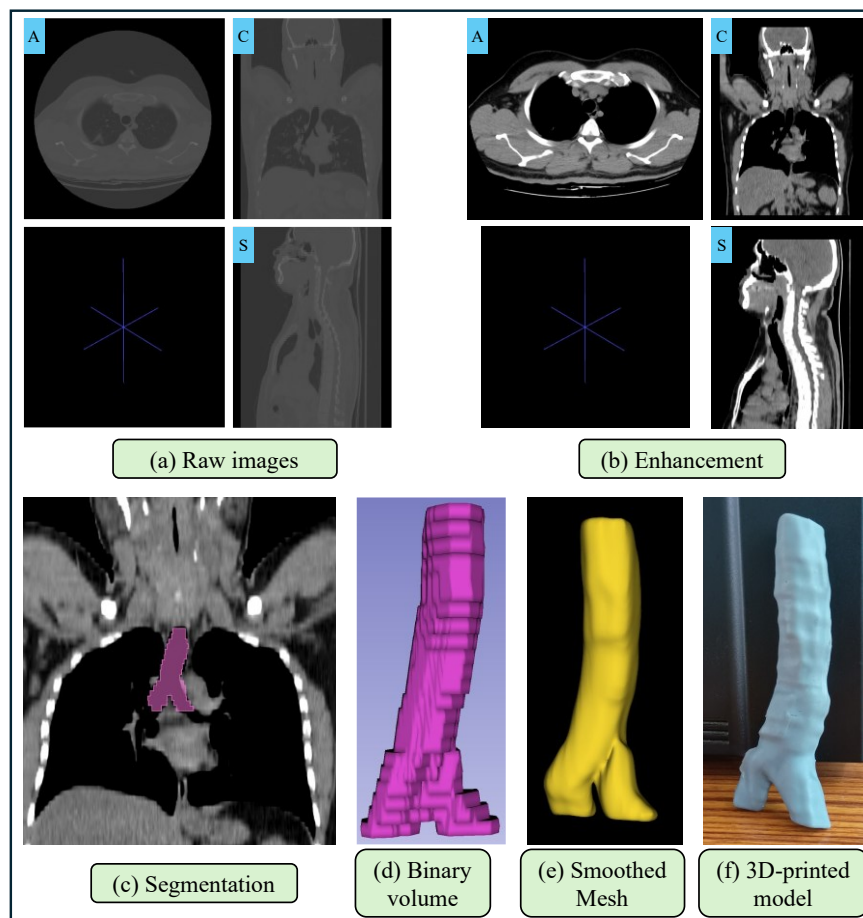 A
C
A
C
S
S
(a) Raw images
(b) Enhancement
(c) Segmentation
(d) Binary
volume
(e) Smoothed
Mesh
(f) 3D-printed
model